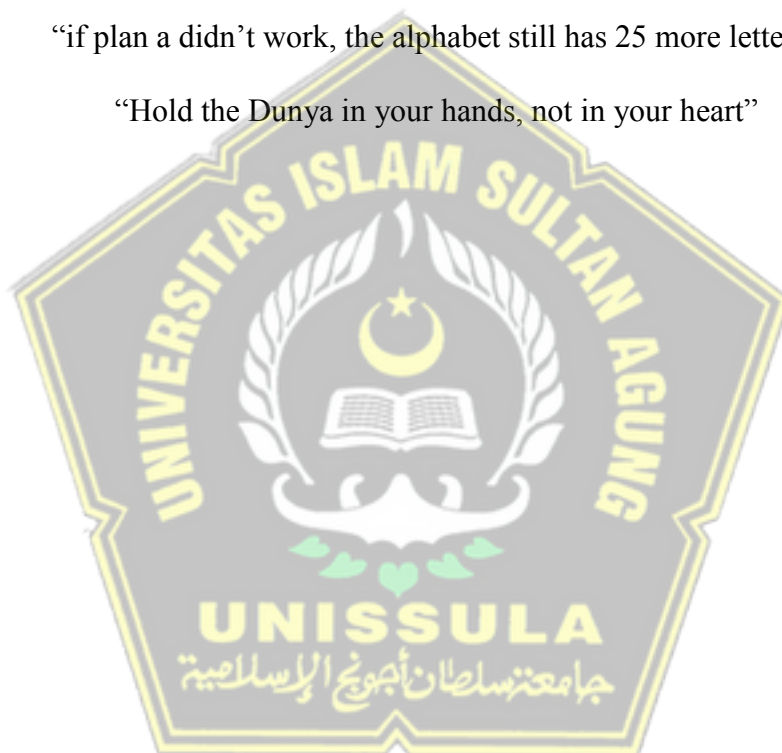 “if plan a didn’t work, the alphabet still has 25 more lette
“Hold the Dunya in your hands, not in your heart”
UNIVERSITAS ISLAM SULTAN AGUNG
UNISSULA
جامعتنسلطان أجونج الإسلامية